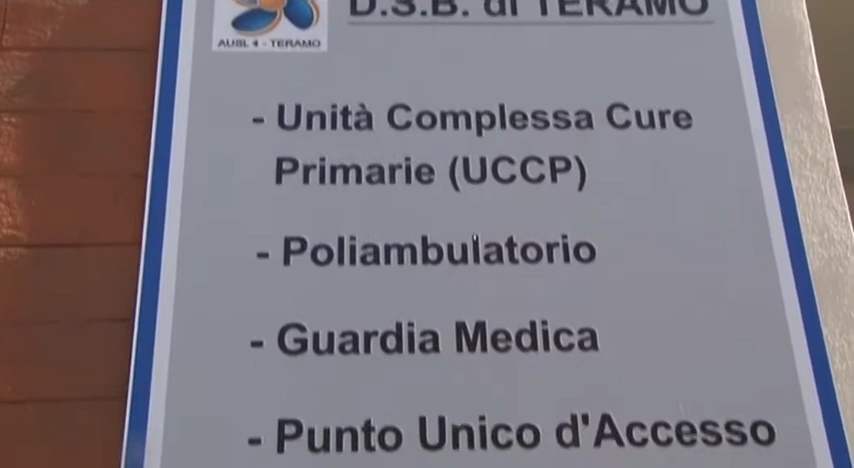 D.S.B. di TERAMO
AUSL 4 - TERAMO
- Unità Complessa Cure
Primarie (UCCP)
- Poliambulatorio
- Guardia Medica
- Punto Unico d'Accesso